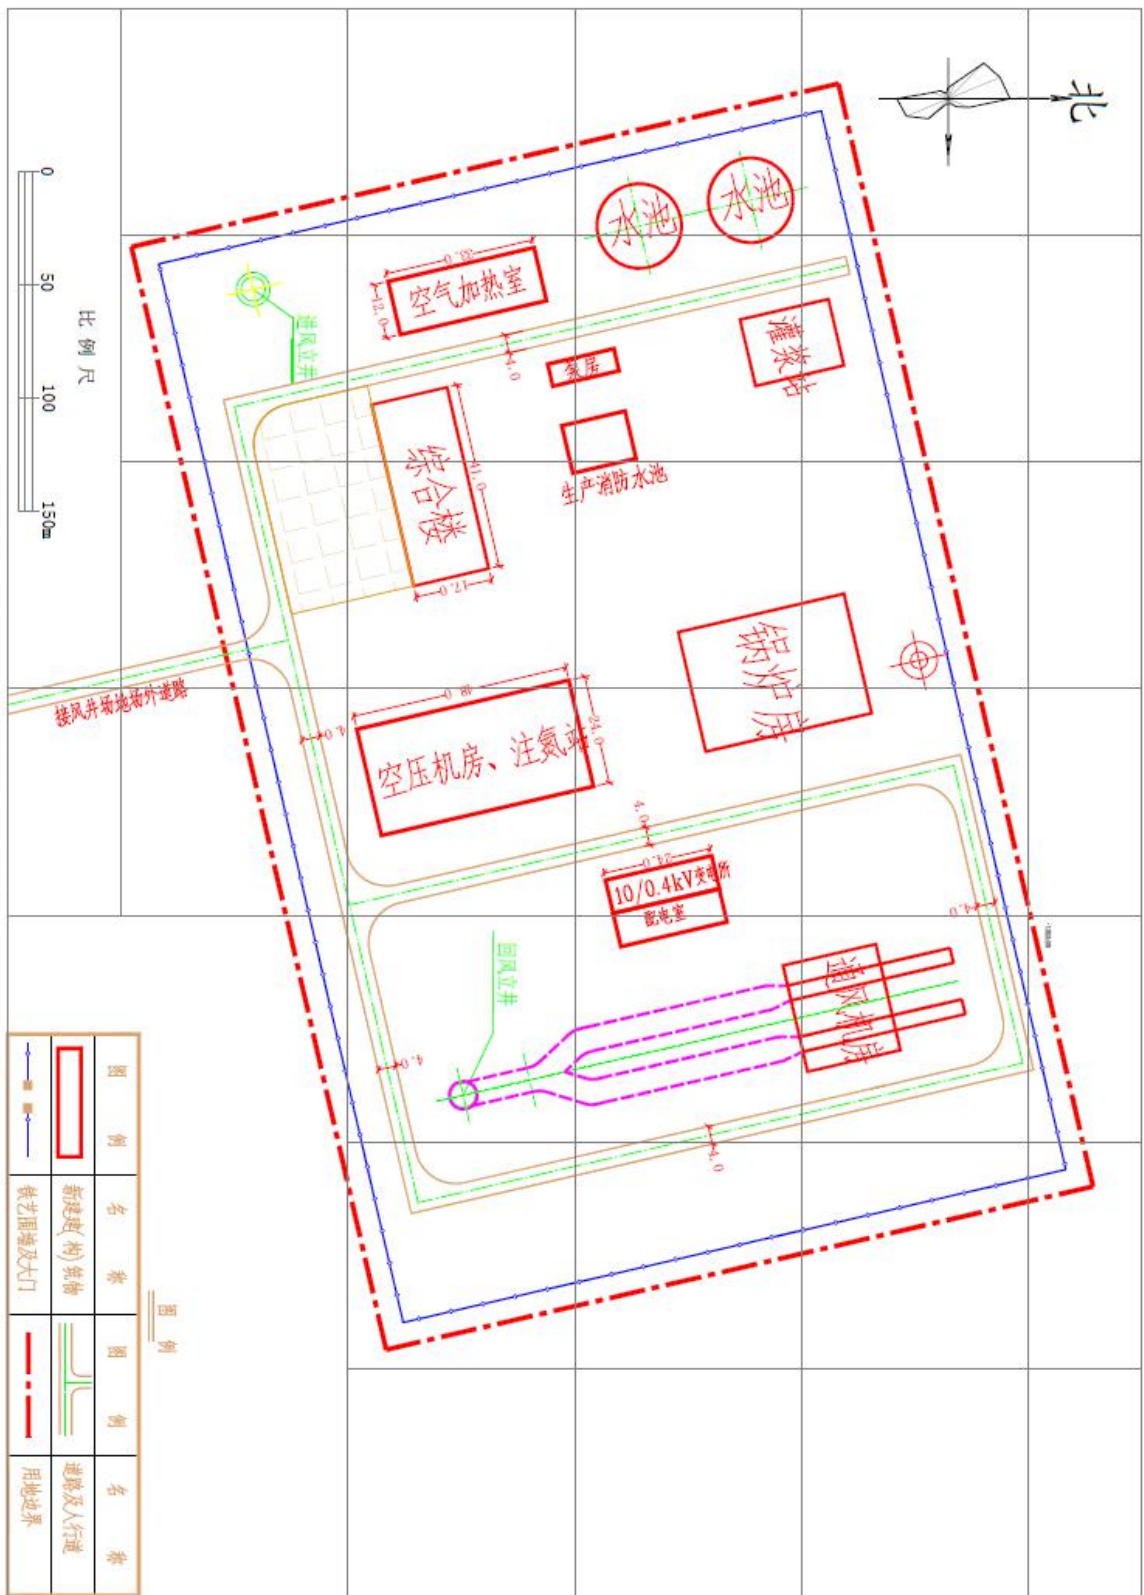 北
水池
水池
33.0
12.0
空气加热室
进风立井
4.0
灌浆站
泵房
生产消防水池
综合楼
41.0
17.0
0
50
100
150m
比例尺
锅炉房
接风井场地场外道路
4.0
48.0
24.0
空压机房、注氮站
4.0
24.0
10/0.4kV变电所
配电室
4.0
回风立井
通风机房
4.0
4.0
图例
图 例
名 称
图 例
名 称
新建建(构)筑物
道路及人行道
铁艺围墙及大门
用地边界